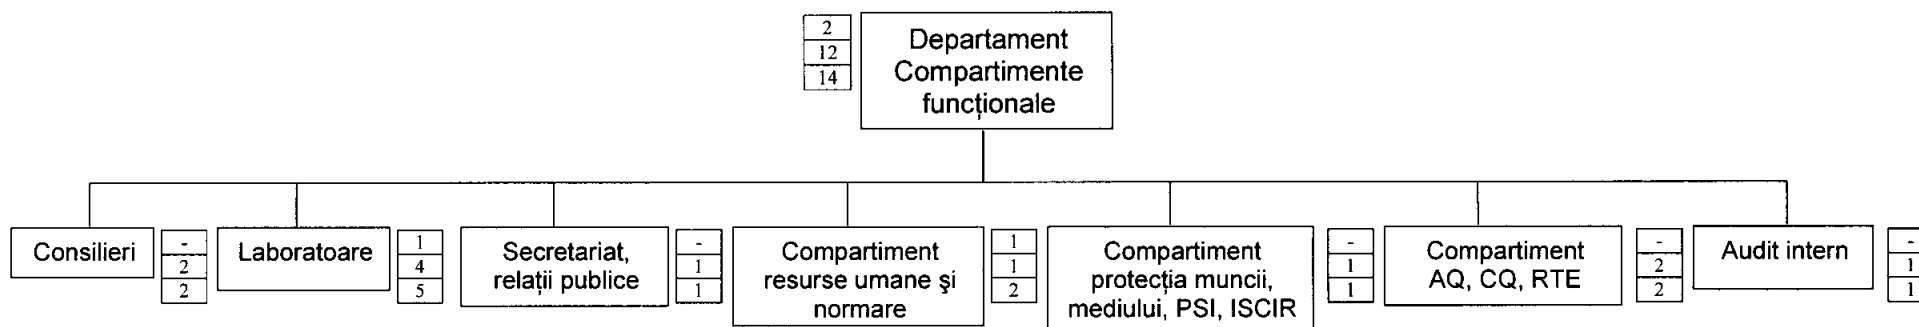 2
12
14
Departament
Compartimente
funcționale
Consilieri
-
2
2
Laboratoare
1
4
5
Secretariat,
relații publice
-
1
1
Compartiment
resurse umane şi
normare
1
1
2
Compartiment
protecția muncii,
mediului, PSI, ISCIR
-
1
1
Compartiment
AQ, CQ, RTE
-
2
2
Audit intern
-
1
1